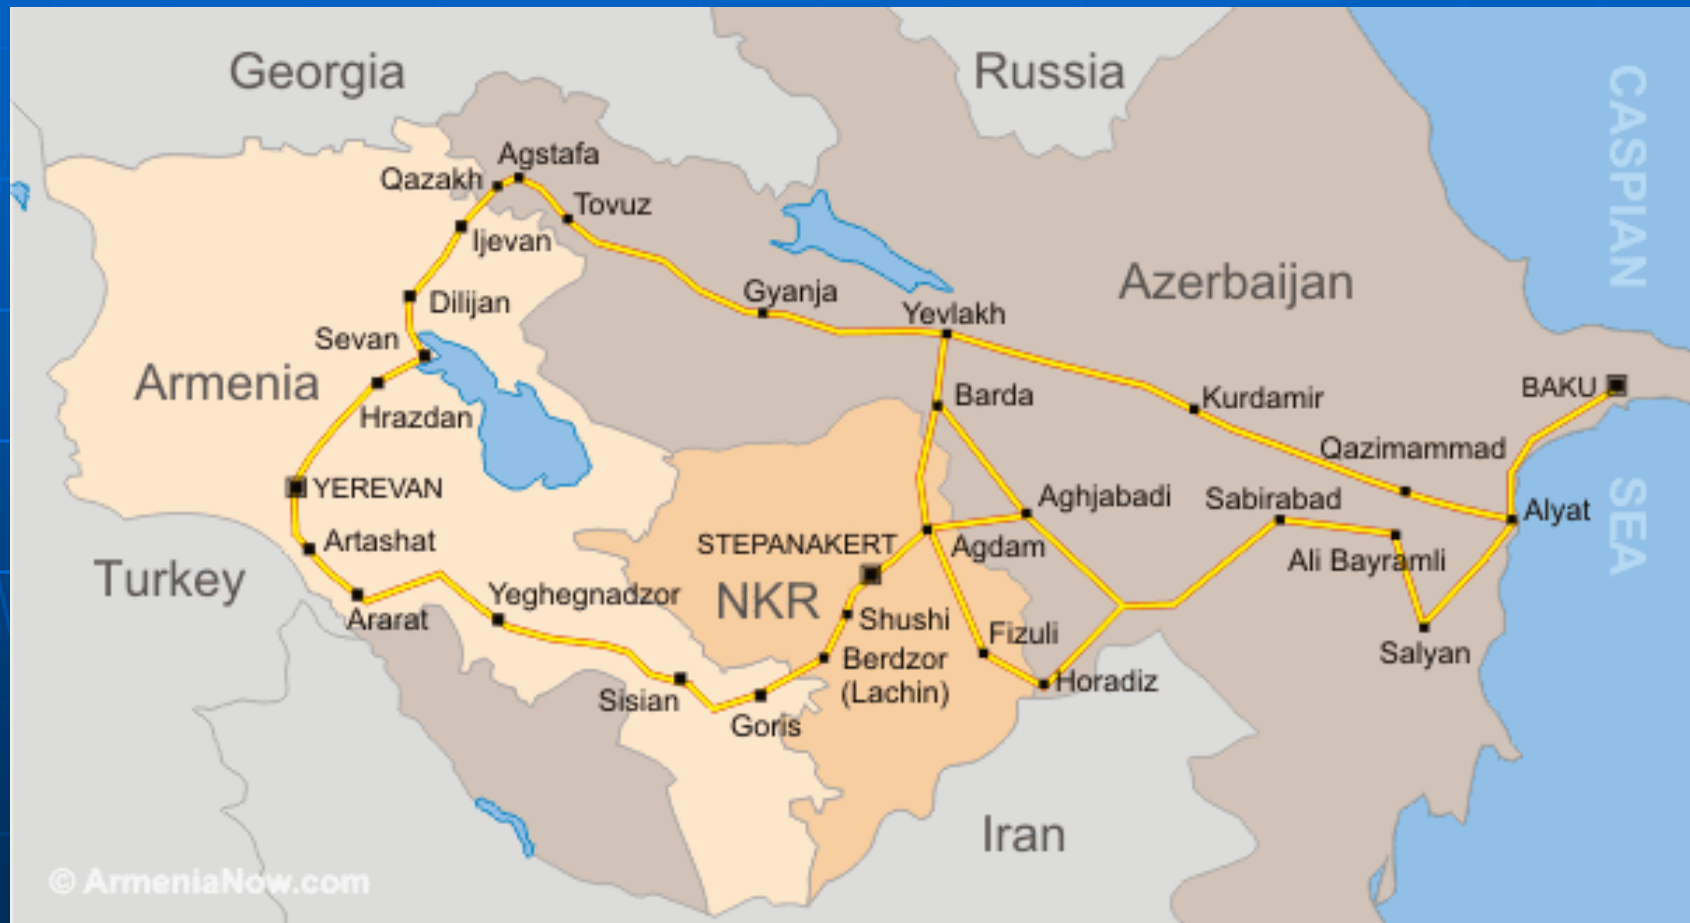 Georgia
Russia
CASPIAN
Agstafa
Qazakh
Tovuz
Ijevan
Azerbaijan
Gyanja
Dilijan
Yevlakh
Sevan
Armenia
BAKU
Barda
Kurdamir
Hrazdan
Qazimammad
YEREVAN
Aghjabadi
Sabirabad
SEA
Alyat
Artashat
STEPANAKERT
Agdam
Ali Bayramli
Turkey
Yeghegnadzor
NKR
Ararat
Shushi
Fizuli
Salyan
Berdzor
(Lachin)
Horadiz
Sisian
Goris
Iran
© ArmeniaNow.com